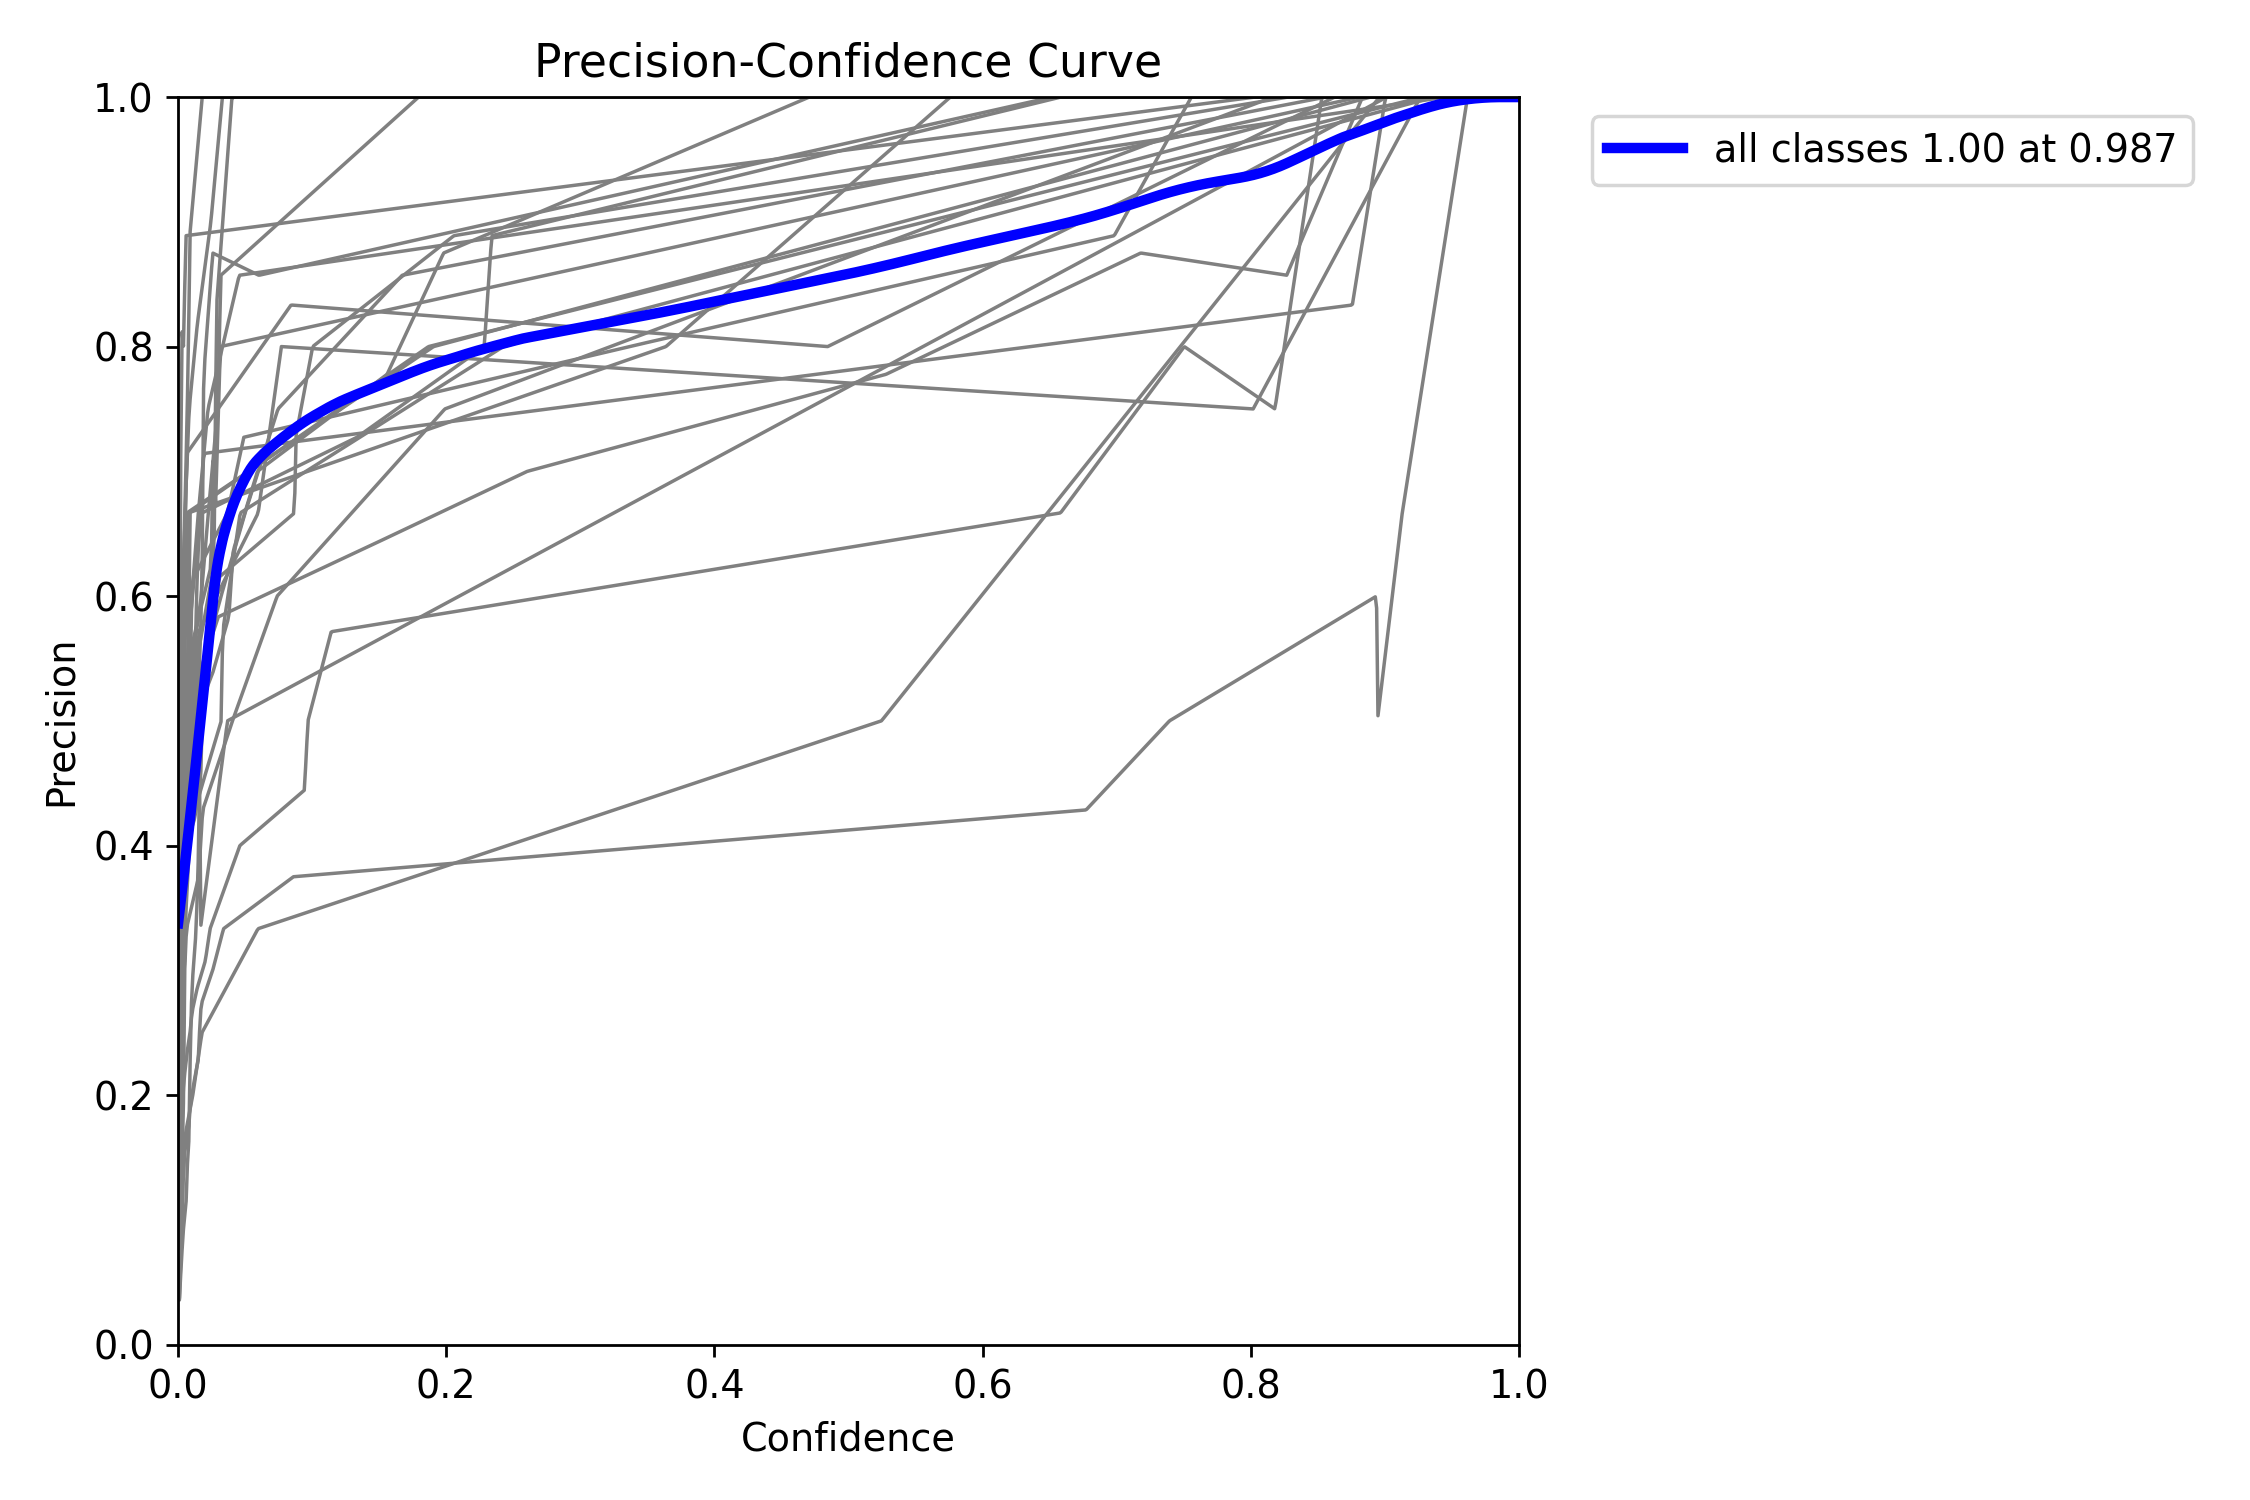 Precision-Confidence Curve
all classes 1.00 at 0.987
1.0
0.8
0.6
0.4
0.2
0.0
Precision
0.0 0.2 0.4 0.6 0.8 1.0
Confidence